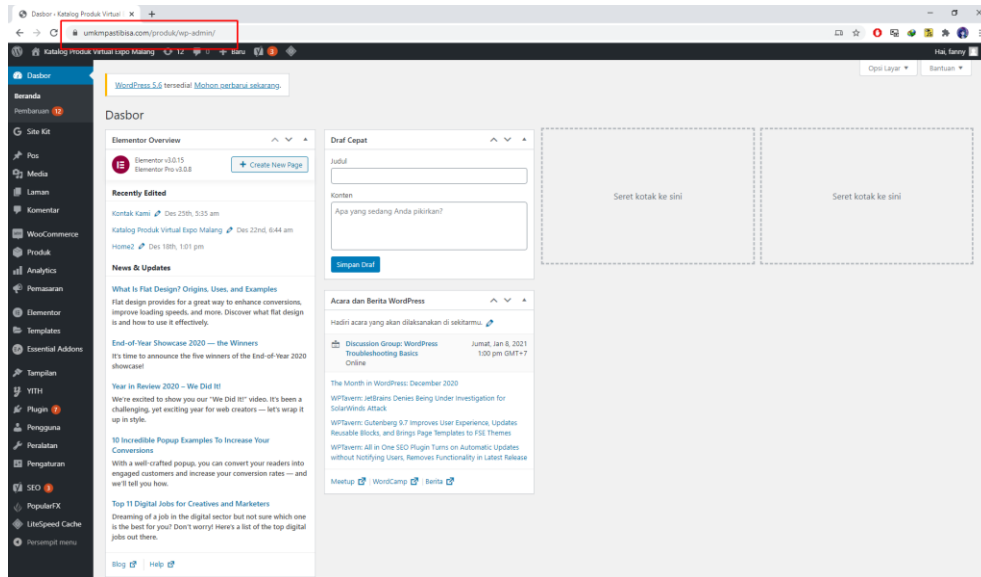 Dasbor ‹ Katalog Produk Virtual
umkmpastibisa.com/produk/wp-admin/
Katalog Produk Virtual Expo Malang 12 0 Baru 3
Hai, fanny
Opsi Layar
Bantuan
Dasbor
Beranda
Pembaruan 12
Site Kit
Pos
Media
Laman
Komentar
WooCommerce
Produk
Analytics
Pemasaran
Elementor
Templates
Essential Addons
Tampilan
YITH
Plugin 7
Pengguna
Peralatan
Pengaturan
SEO 3
PopularFX
LiteSpeed Cache
Persempit menu
WordPress 5.6 tersedia! Mohon perbarui sekarang.
Dasbor
Elementor Overview
Elementor v3.0.15
Elementor Pro v3.0.8
Create New Page
Recently Edited
Kontak Kami Des 25th, 5:35 am
Katalog Produk Virtual Expo Malang Des 22nd, 8:44 am
Home2 Des 18th, 1:01 pm
News & Updates
What Is Flat Design? Origins, Uses, and Examples
Flat design provides for a great way to enhance conversions,
improve loading speeds, and more. Discover what flat design
is and how to use it effectively.
End-of-Year Showcase 2020 — the Winners
It's time to announce the five winners of the End-of-Year 2020
showcase!
Year in Review 2020 – We Did It!
We're excited to show you our "We Did It!" video. It's been a
challenging, yet exciting year for web creators — let's wrap it
up in style.
10 Incredible Popup Examples To Increase Your
Conversions
With a well-crafted popup, you can convert your readers into
engaged customers and increase your conversion rates — and
we'll tell you how.
Top 11 Digital Jobs for Creatives and Marketers
Dreaming of a job in the digital sector but not sure which one
is the best for you? Don't worry! Here's a list of the top digital
jobs out there.
Blog
Help
Draf Cepat
Judul
Konten
Apa yang sedang Anda pikirkan?
Simpan Draf
Acara dan Berita WordPress
Hadiri acara yang akan dilaksanakan di sekitarmu.
Discussion Group: WordPress
Troubleshooting Basics
Online
Jumat, Jan 8, 2021
1:00 pm GMT+7
The Month in WordPress: December 2020
WPTavern: JetBrains Denies Being Under Investigation for
SolarWinds Attack
WPTavern: Gutenberg 9.7 Improves User Experience, Updates
Reusable Blocks, and Brings Page Templates to FSE Themes
WPTavern: All in One SEO Plugin Turns on Automatic Updates
without Notifying Users, Removes Functionality in Latest Release
Meetup
WordCamp
Berita
Seret kotak ke sini
Seret kotak ke sini